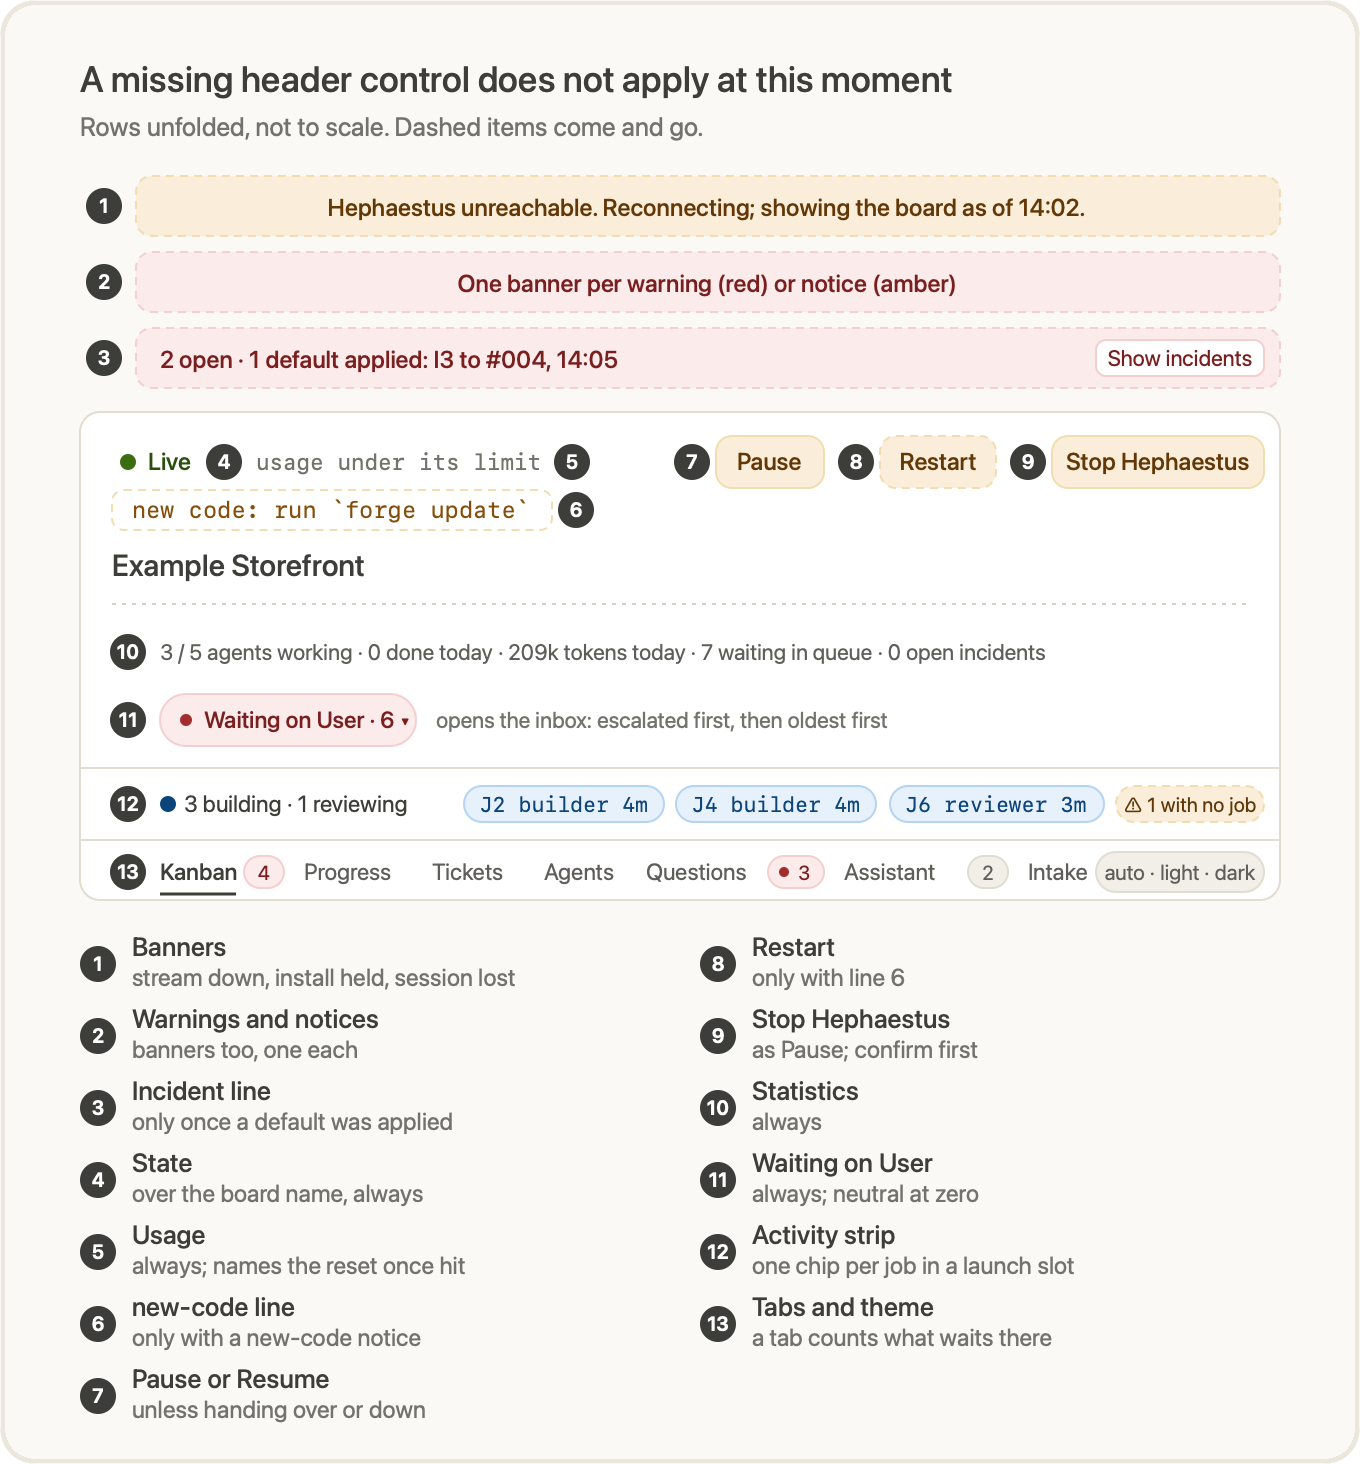 A missing header control does not apply at this moment
Rows unfolded, not to scale. Dashed items come and go.
1 Hephaestus unreachable. Reconnecting; showing the board as of 14:02.
2 One banner per warning (red) or notice (amber)
3 2 open · 1 default applied: I3 to #004, 14:05 Show incidents
● Live 4 usage under its limit 5 7 Pause 8 Restart 9 Stop Hephaestus
new code: run `forge update` 6
Example Storefront
10 3 / 5 agents working · 0 done today · 209k tokens today · 7 waiting in queue · 0 open incidents
11 ● Waiting on User · 6 ▾ opens the inbox: escalated first, then oldest first
12 ● 3 building · 1 reviewing J2 builder 4m J4 builder 4m J6 reviewer 3m ⚠ 1 with no job
13 Kanban 4 Progress Tickets Agents Questions ● 3 Assistant 2 Intake auto · light · dark
1 Banners
stream down, install held, session lost
2 Warnings and notices
banners too, one each
3 Incident line
only once a default was applied
4 State
over the board name, always
5 Usage
always; names the reset once hit
6 new-code line
only with a new-code notice
7 Pause or Resume
unless handing over or down
8 Restart
only with line 6
9 Stop Hephaestus
as Pause; confirm first
10 Statistics
always
11 Waiting on User
always; neutral at zero
12 Activity strip
one chip per job in a launch slot
13 Tabs and theme
a tab counts what waits there